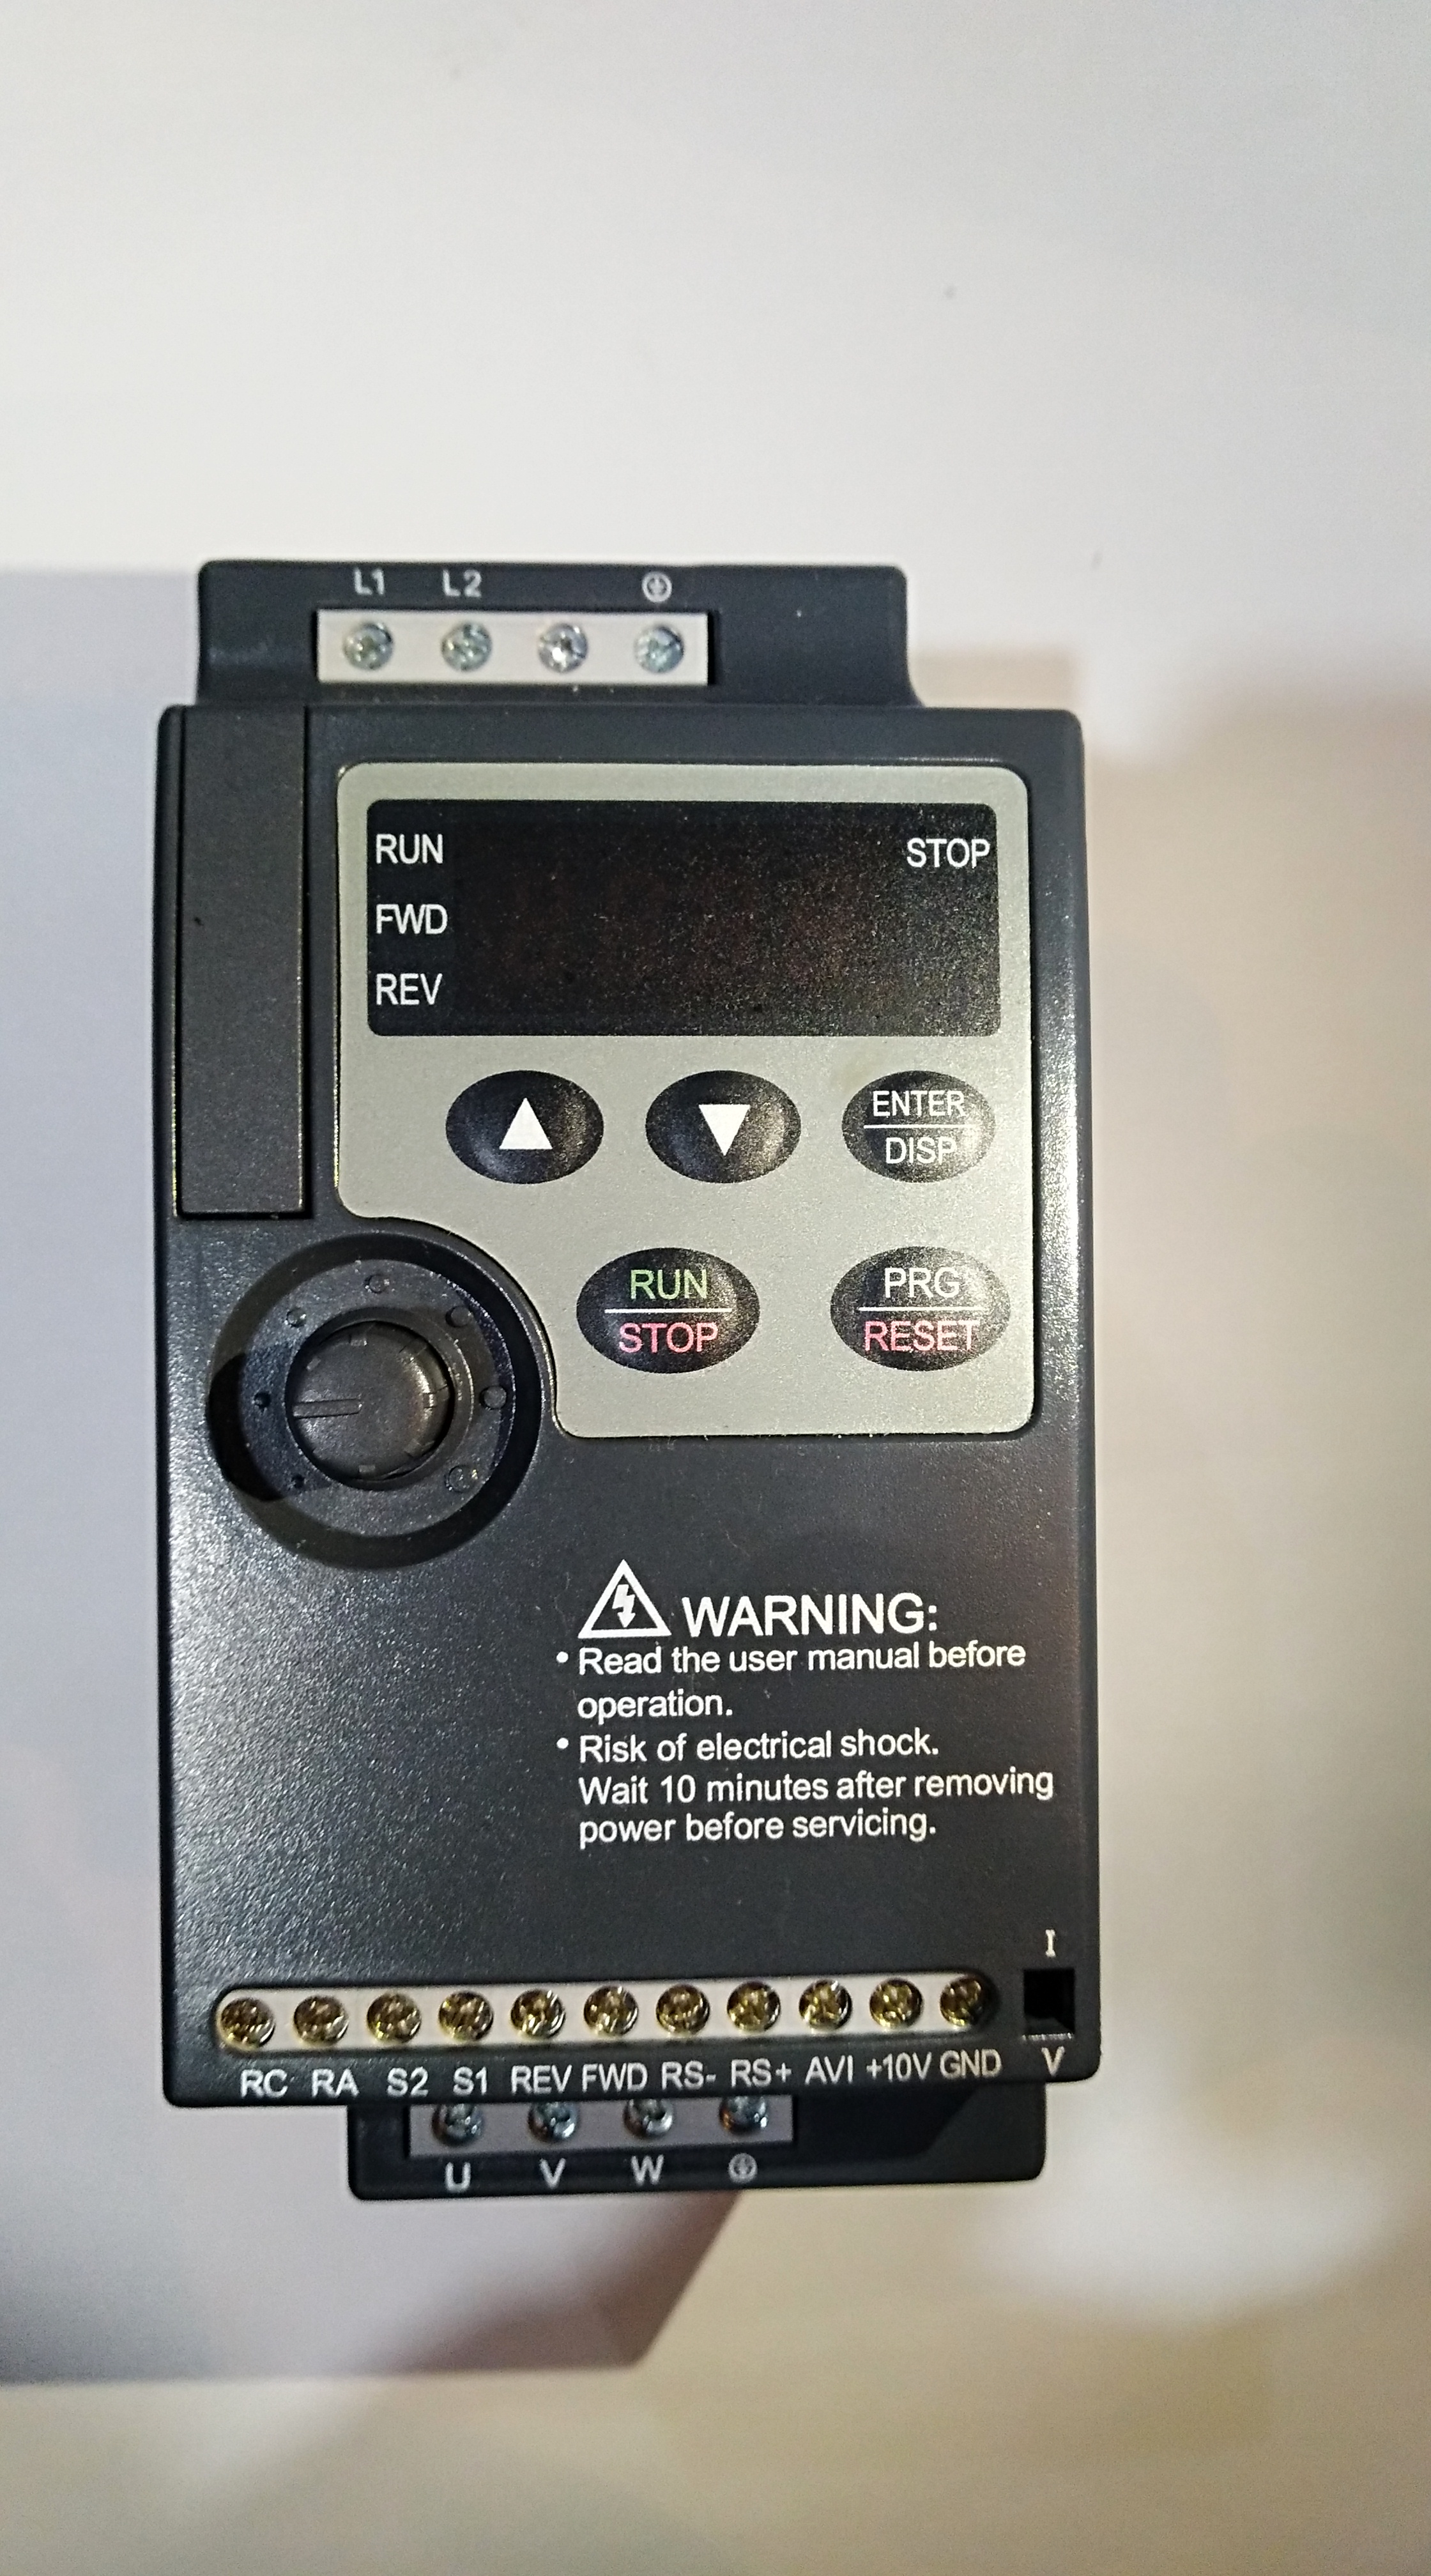 L1 L2
RUN STOP
FWD
REV
ENTER
DISP
RUN PRG
STOP RESET
WARNING:
• Read the user manual before
operation.
• Risk of electrical shock.
Wait 10 minutes after removing
power before servicing.
I
RC RA S2 S1 REV FWD RS- RS+ AVI +10V GND V
U V W